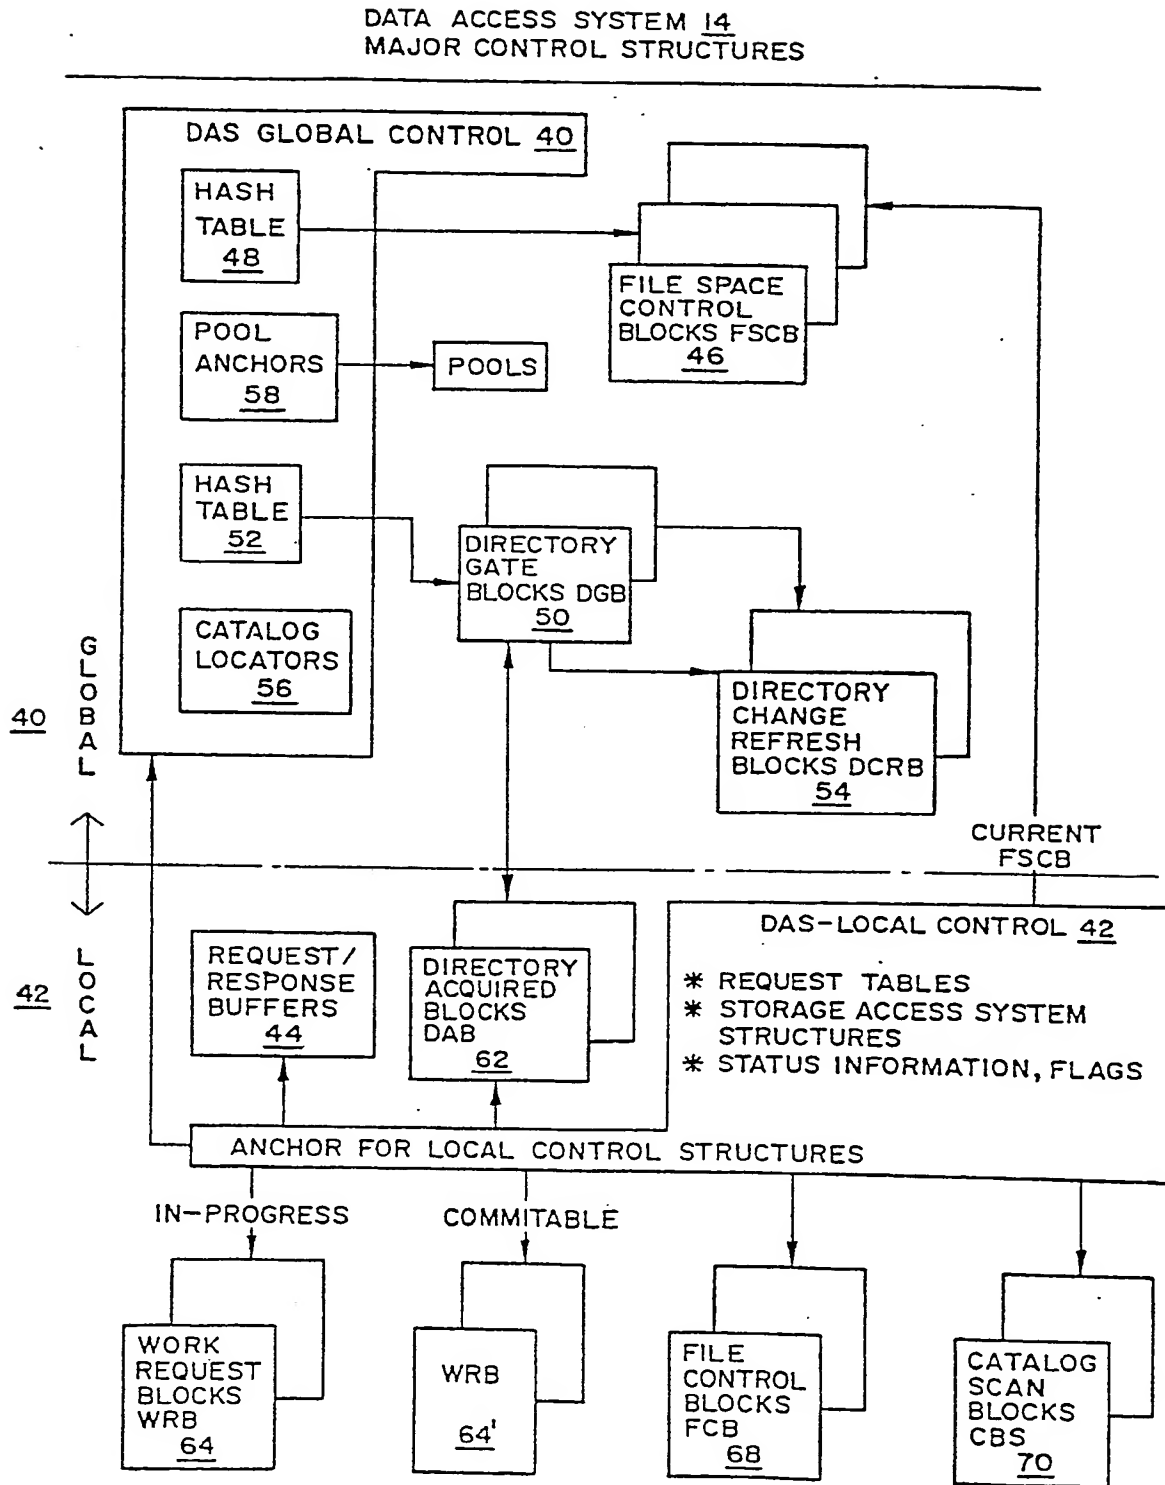 DATA ACCESS SYSTEM 14
MAJOR CONTROL STRUCTURES
DAS GLOBAL CONTROL 40
HASH
TABLE
48
FILE SPACE
CONTROL
BLOCKS FSCB
46
POOL
ANCHORS
58
POOLS
HASH
TABLE
52
DIRECTORY
GATE
BLOCKS DGB
50
CATALOG
LOCATORS
56
DIRECTORY
CHANGE
REFRESH
BLOCKS DCRB
54
40
GLOBAL
CURRENT
FSCB
42
LOCAL
REQUEST/
RESPONSE
BUFFERS
44
DIRECTORY
ACQUIRED
BLOCKS
DAB
62
DAS-LOCAL CONTROL 42
* REQUEST TABLES
* STORAGE ACCESS SYSTEM
STRUCTURES
* STATUS INFORMATION, FLAGS
ANCHOR FOR LOCAL CONTROL STRUCTURES
IN-PROGRESS
COMMITABLE
WORK
REQUEST
BLOCKS
WRB
64
WRB
64'
FILE
CONTROL
BLOCKS
FCB
68
CATALOG
SCAN
BLOCKS
CBS
70